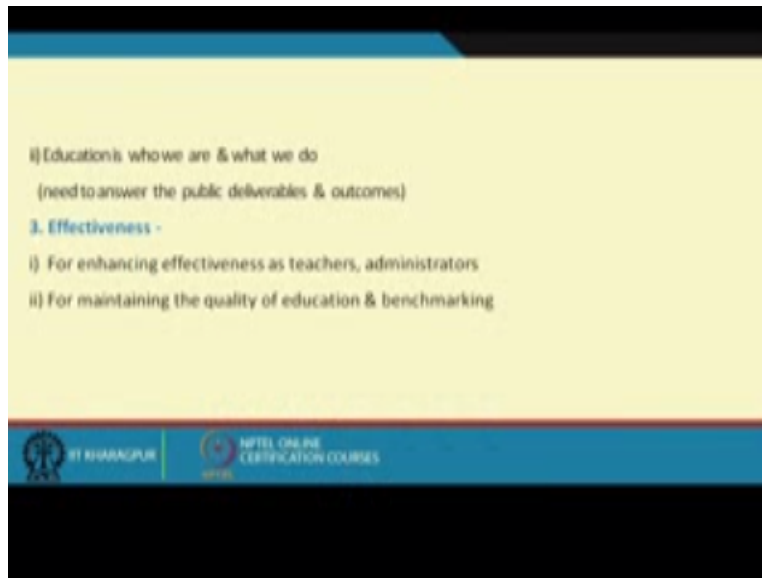 ii) Education is who we are & what we do
(need to answer the public deliverables & outcomes)
3. Effectiveness -
i) For enhancing effectiveness as teachers, administrators
ii) For maintaining the quality of education & benchmarking
IIT KHARAGPUR
NPTEL ONLINE
CERTIFICATION COURSES
NPTEL